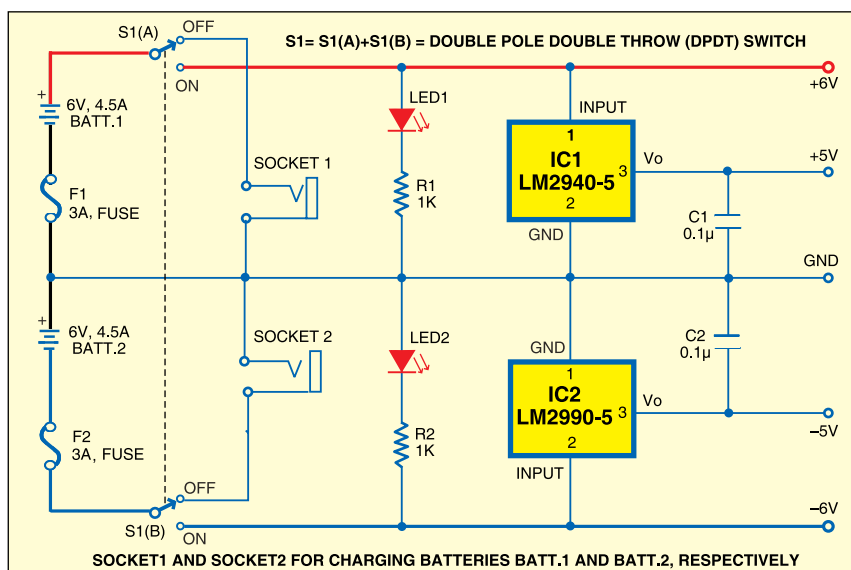 S1(A)
OFF
S1= S1(A)+S1(B) = DOUBLE POLE DOUBLE THROW (DPDT) SWITCH
ON
+6V
+
6V, 4.5A
BATT.1
LED1
INPUT
1
IC1
LM2940-5
3
Vo
+5V
2
GND
SOCKET 1
F1
3A, FUSE
R1
1K
C1
0.1µ
GND
+
6V, 4.5A
BATT.2
SOCKET 2
LED2
GND
1
IC2
LM2990-5
3
Vo
–5V
2
INPUT
C2
0.1µ
F2
3A, FUSE
R2
1K
OFF
S1(B)
ON
–6V
SOCKET1 AND SOCKET2 FOR CHARGING BATTERIES BATT.1 AND BATT.2, RESPECTIVELY